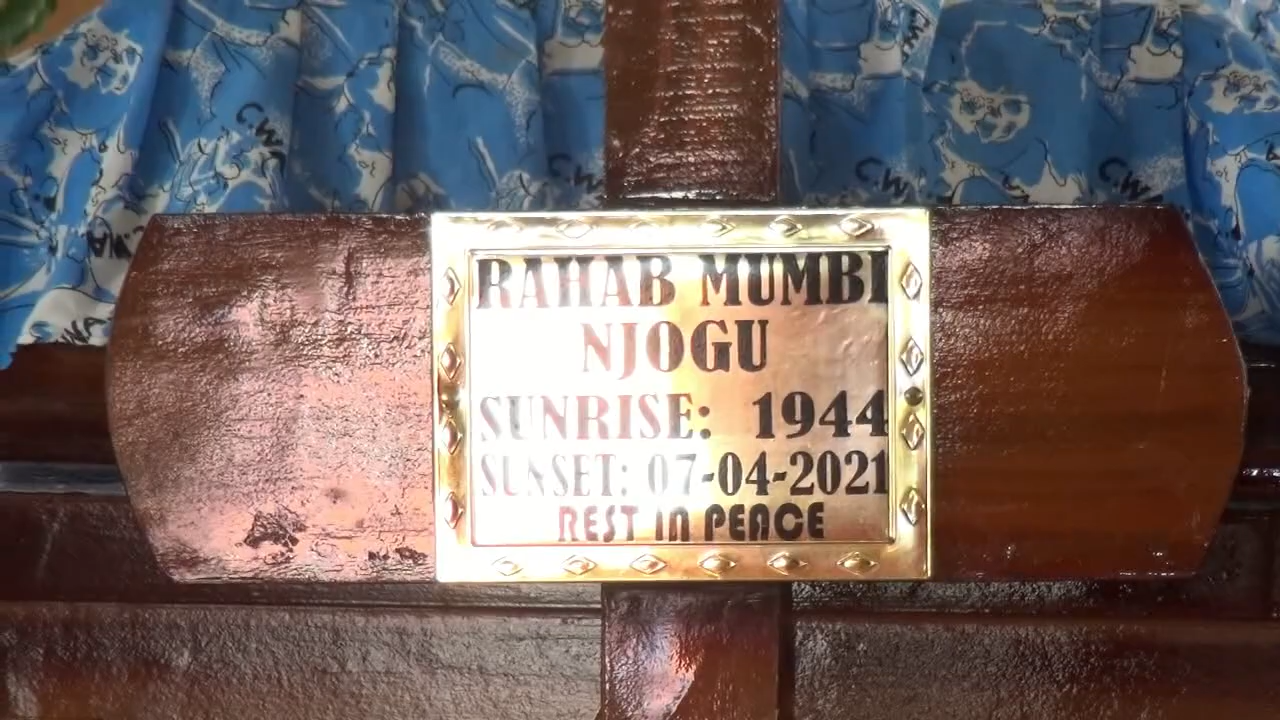 RAHAB MUMBI
NJOGU
SUNRISE: 1944
SUNSET: 07-04-2021
REST IN PEACE